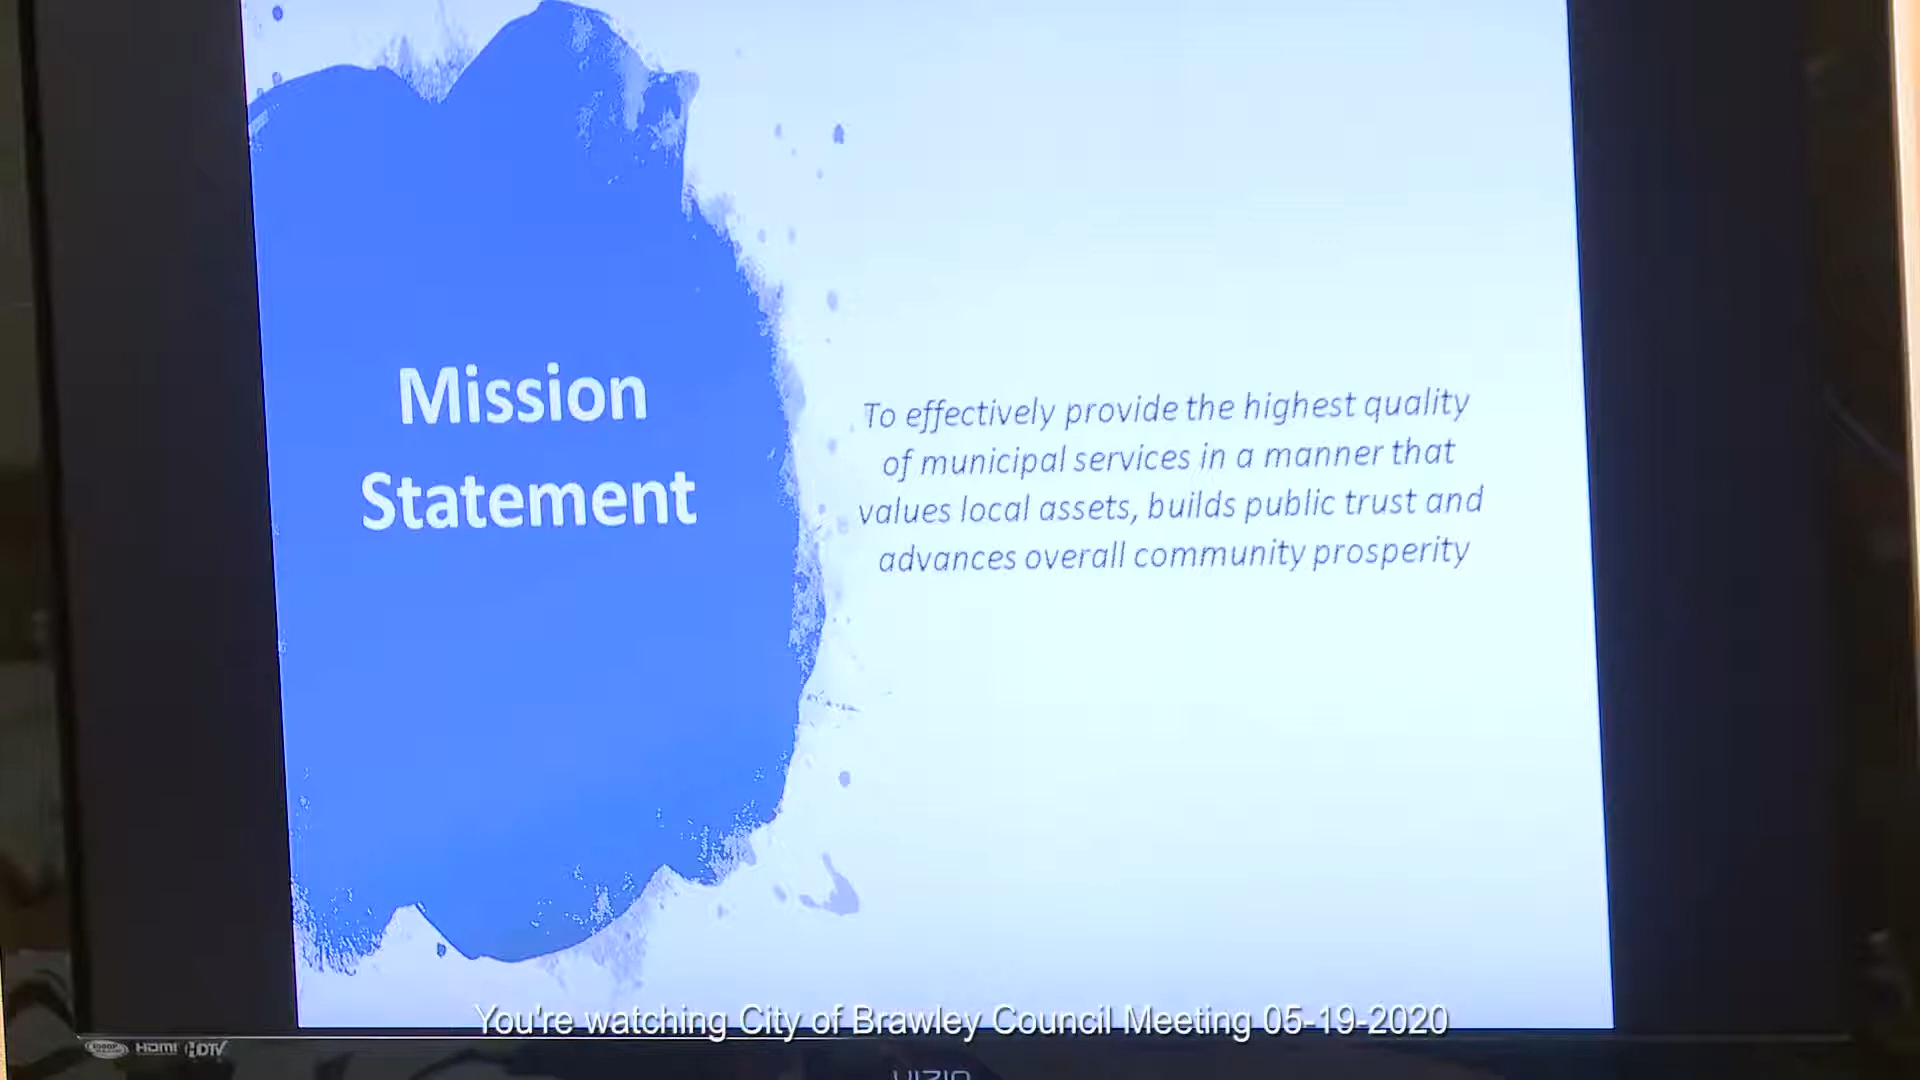 Mission
Statement
To effectively provide the highest quality
of municipal services in a manner that
values local assets, builds public trust and
advances overall community prosperity
You're watching City of Brawley Council Meeting 05-19-2020
HDMI HDTV
VIZIO